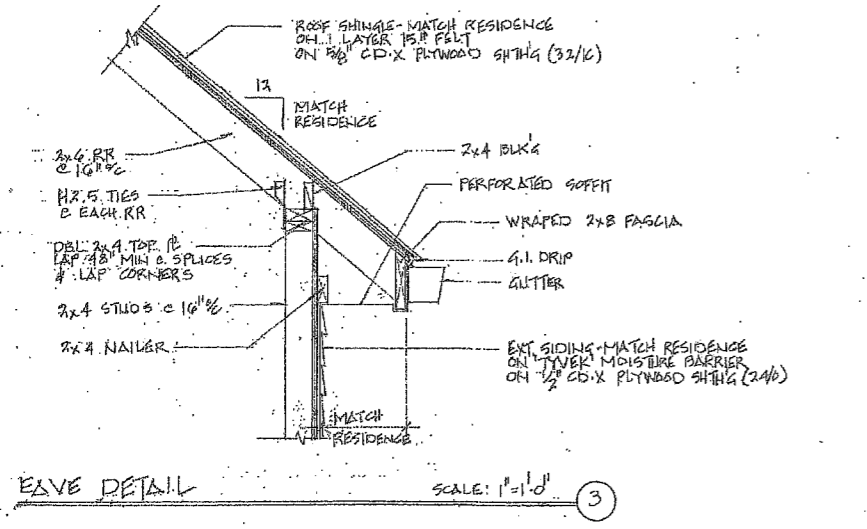 ROOF SHINGLE-MATCH RESIDENCE
ON 1 LAYER 15# FELT
ON 5/8" CD-X PLYWOOD SHTHG (32/16)
12
MATCH
RESIDENCE
2x6 RR
@ 16" o/c
H2.5 TIES
@ EACH RR
DBL 2x4 TOP PL
LAP 48" MIN @ SPLICES
& LAP CORNERS
2x4 STUDS @ 16" o/c
2x4 NAILER
2x4 BLK'G
PERFORATED SOFFIT
WRAPED 2x8 FASCIA
G.I. DRIP
GUTTER
EXT. SIDING-MATCH RESIDENCE
ON "TYVEK" MOISTURE BARRIER
ON 1/2" CD-X PLYWOOD SHTHG (24/0)
MATCH
RESIDENCE
EAVE DETAIL
SCALE: 1"=1'-0"
3